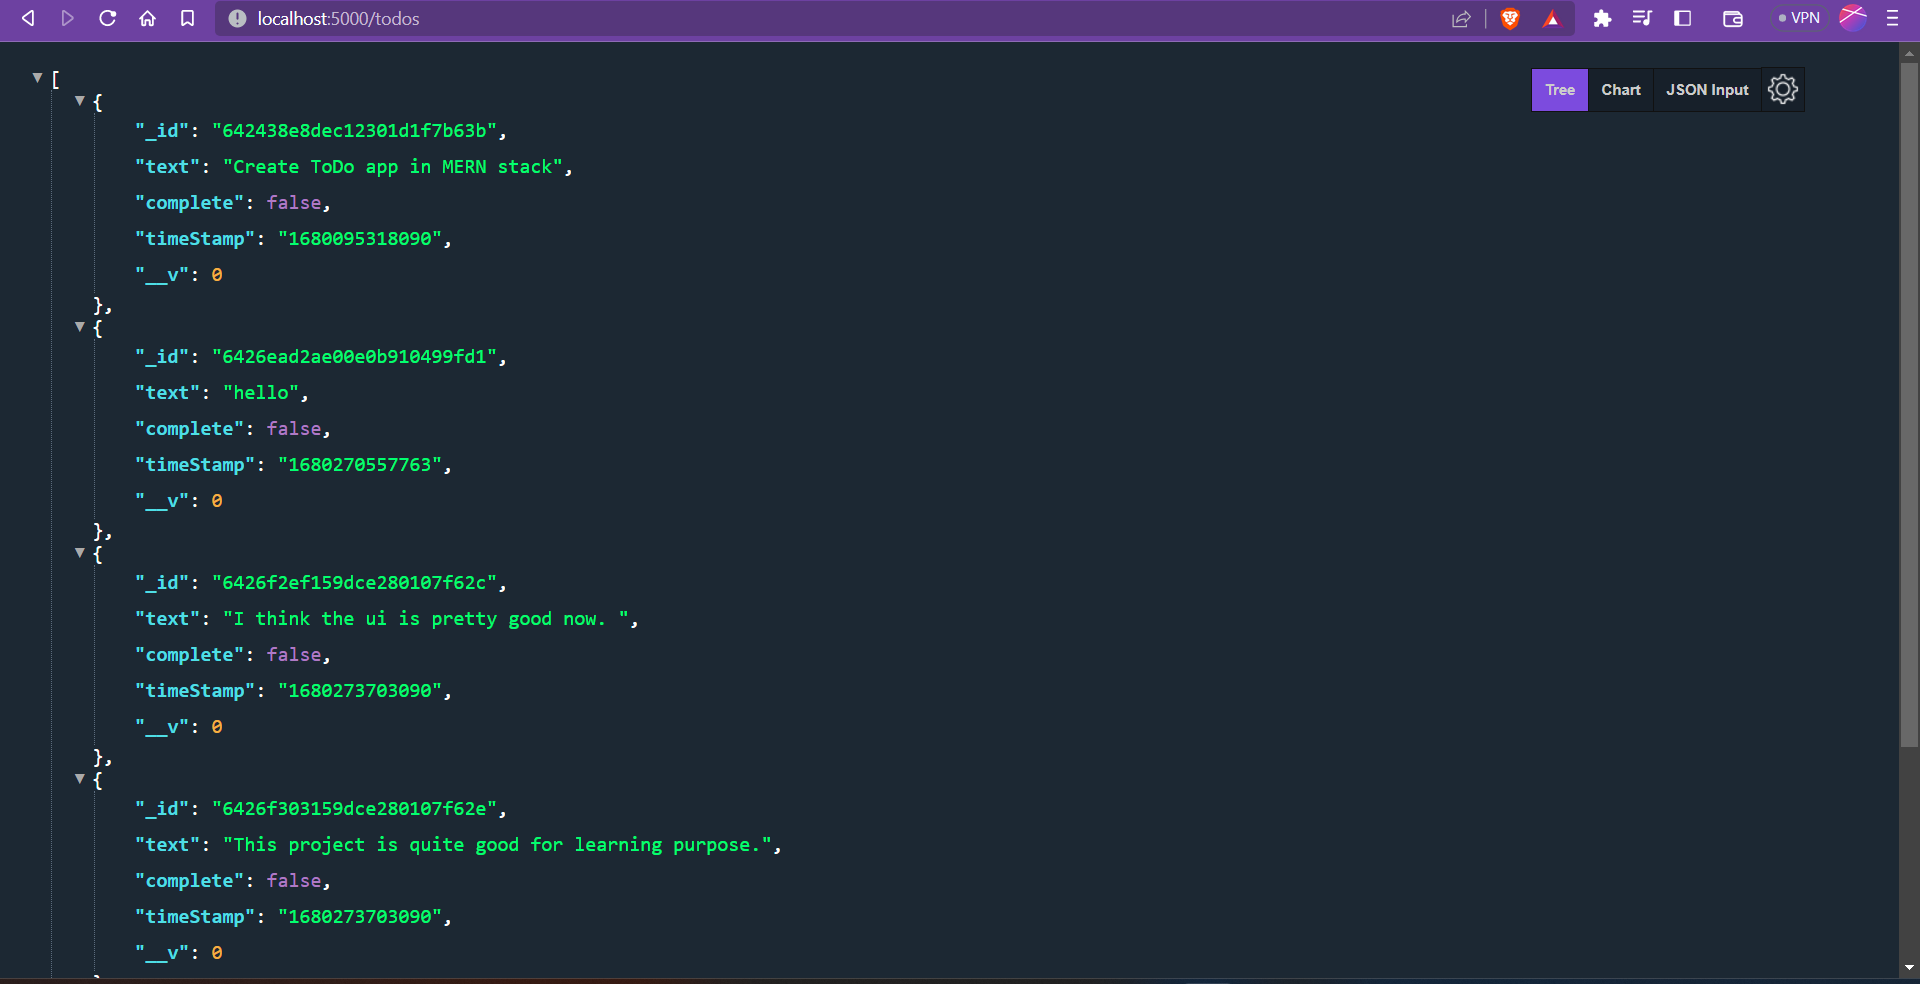 localhost:5000/todos
VPN
Tree Chart JSON Input
[
{
"_id": "642438e8dec12301d1f7b63b",
"text": "Create ToDo app in MERN stack",
"complete": false,
"timeStamp": "1680095318090",
"__v": 0
},
{
"_id": "6426ead2ae00e0b910499fd1",
"text": "hello",
"complete": false,
"timeStamp": "1680270557763",
"__v": 0
},
{
"_id": "6426f2ef159dce280107f62c",
"text": "I think the ui is pretty good now. ",
"complete": false,
"timeStamp": "1680273703090",
"__v": 0
},
{
"_id": "6426f303159dce280107f62e",
"text": "This project is quite good for learning purpose.",
"complete": false,
"timeStamp": "1680273703090",
"__v": 0